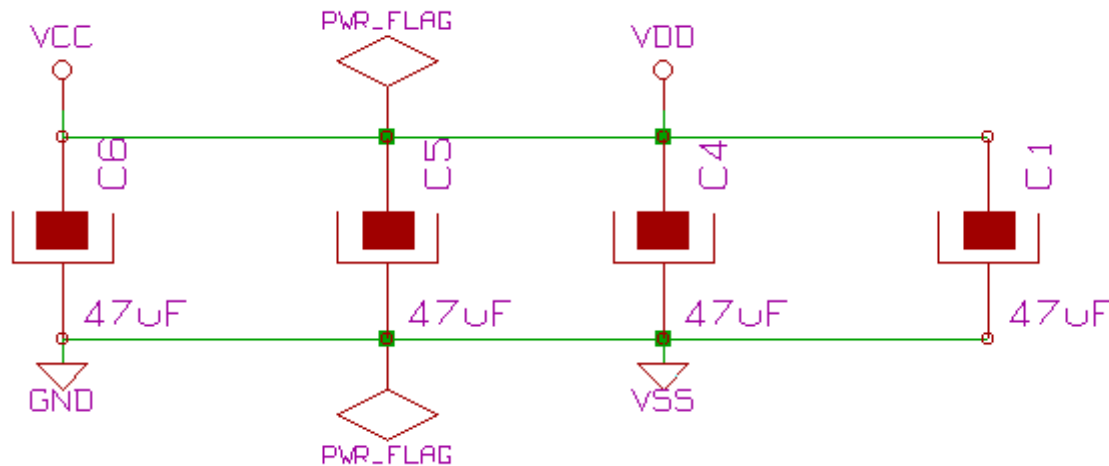 PWR_FLAG
VCC
VDD
C6
C5
C4
C1
47uF
47uF
47uF
47uF
GND
VSS
PWR_FLAG